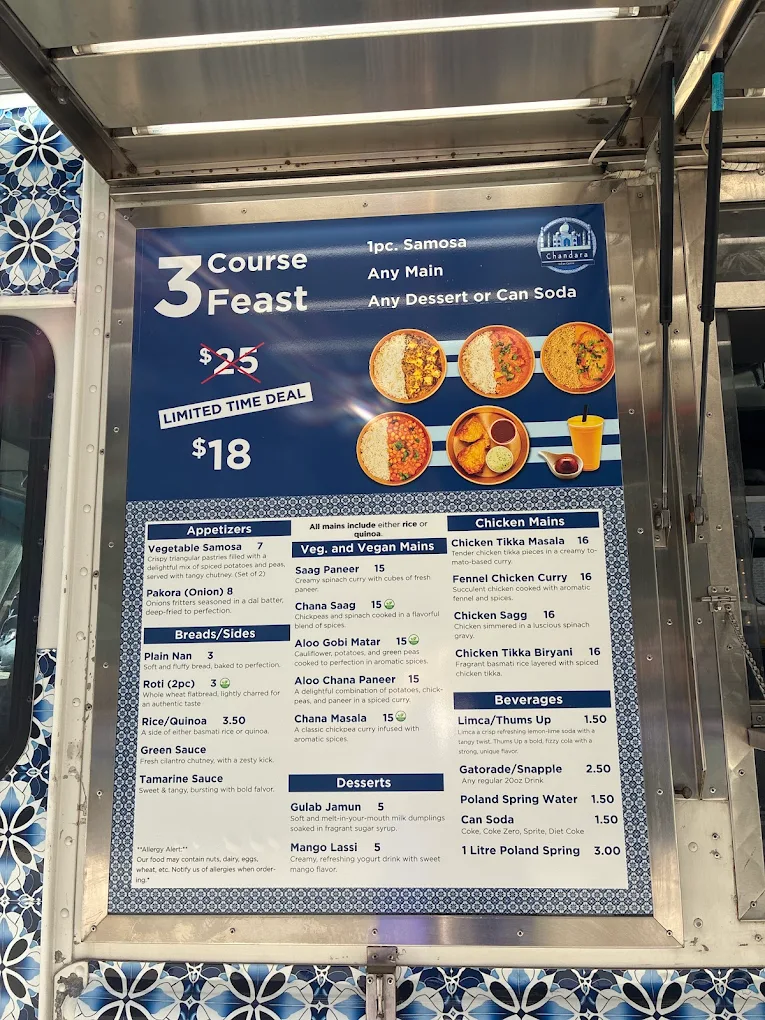 3 Course
Feast
1pc. Samosa
Any Main
Any Dessert or Can Soda
Chandara
$25
LIMITED TIME DEAL
$18
Appetizers
Vegetable Samosa 7
Crispy triangular pastries filled with a
delightful mix of spiced potatoes and peas,
served with tangy chutney. (Set of 2)
Pakora (Onion) 8
Onions fritters seasoned in a dal batter,
deep-fried to perfection.
Breads/Sides
Plain Nan 3
Soft and fluffy bread, baked to perfection.
Roti (2pc) 3
Whole wheat flatbread, lightly charred for
an authentic taste
Rice/Quinoa 3.50
A side of either basmati rice or quinoa.
Green Sauce
Fresh cilantro chutney, with a zesty kick.
Tamarine Sauce
Sweet & tangy, bursting with bold falvor.
**Allergy Alert:**
Our food may contain nuts, dairy, eggs,
wheat, etc. Notify us of allergies when order-
ing.*
All mains include either rice or
quinoa.
Veg. and Vegan Mains
Saag Paneer 15
Creamy spinach curry with cubes of fresh
paneer.
Chana Saag 15
Chickpeas and spinach cooked in a flavorful
blend of spices.
Aloo Gobi Matar 15
Cauliflower, potatoes, and green peas
cooked to perfection in aromatic spices.
Aloo Chana Paneer 15
A delightful combination of potatoes, chick-
peas, and paneer in a spiced curry.
Chana Masala 15
A classic chickpea curry infused with
aromatic spices.
Desserts
Gulab Jamun 5
Soft and melt-in-your-mouth milk dumplings
soaked in fragrant sugar syrup.
Mango Lassi 5
Creamy, refreshing yogurt drink with sweet
mango flavor.
Chicken Mains
Chicken Tikka Masala 16
Tender chicken tikka pieces in a creamy to-
mato-based curry
Fennel Chicken Curry 16
Succulent chicken cooked with aromatic
fennel and spices.
Chicken Sagg 16
Chicken simmered in a luscious spinach
gravy.
Chicken Tikka Biryani 16
Fragrant basmati rice layered with spiced
chicken tikka.
Beverages
Limca/Thums Up 1.50
Limca a crisp refreshing lemon-lime soda with a
tangy twist. Thums Up a bold, fizzy cola with a
strong, unique flavor.
Gatorade/Snapple 2.50
Any regular 20oz Drink
Poland Spring Water 1.50
Can Soda 1.50
Coke, Coke Zero, Sprite, Diet Coke
1 Litre Poland Spring 3.00